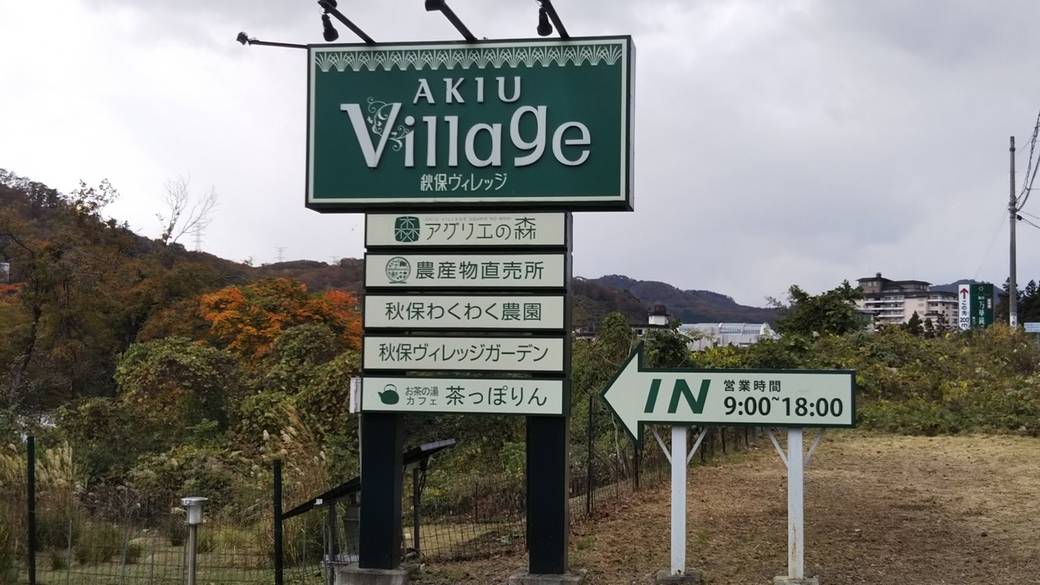 AKIU
Village
秋保ヴィレッジ
アグリエの森
農産物直売所
秋保わくわく農園
秋保ヴィレッジガーデン
お茶の湯
カフェ
茶っぽりん
IN
営業時間
9:00~18:00